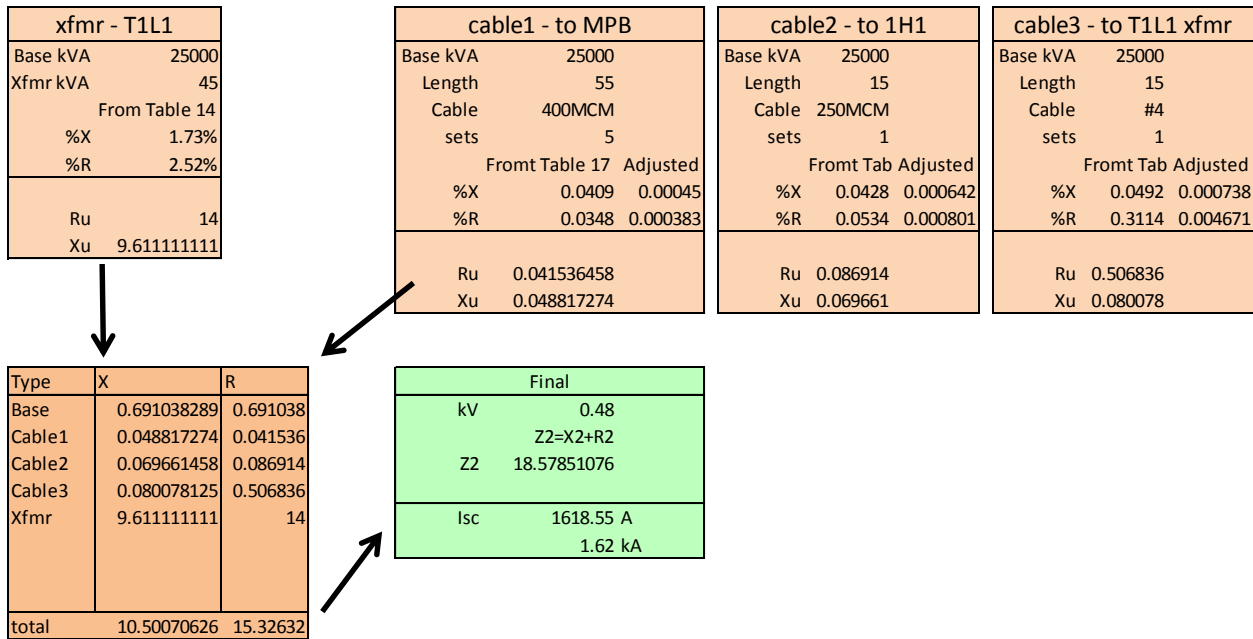 xfmr - T1L1
Base kVA 25000
Xfmr kVA 45
From Table 14
%X 1.73%
%R 2.52%
Ru 14
Xu 9.611111111
cable1 - to MPB
Base kVA 25000
Length 55
Cable 400MCM
sets 5
Fromt Table 17 Adjusted
%X 0.0409 0.00045
%R 0.0348 0.000383
Ru 0.041536458
Xu 0.048817274
cable2 - to 1H1
Base kVA 25000
Length 15
Cable 250MCM
sets 1
Fromt Tab Adjusted
%X 0.0428 0.000642
%R 0.0534 0.000801
Ru 0.086914
Xu 0.069661
cable3 - to T1L1 xfmr
Base kVA 25000
Length 15
Cable #4
sets 1
Fromt Tab Adjusted
%X 0.0492 0.000738
%R 0.3114 0.004671
Ru 0.506836
Xu 0.080078
Type X R
Base 0.691038289 0.691038
Cable1 0.048817274 0.041536
Cable2 0.069661458 0.086914
Cable3 0.080078125 0.506836
Xfmr 9.611111111 14
total 10.50070626 15.32632
Final
kV 0.48
Z2=X2+R2
Z2 18.57851076
Isc 1618.55 A
1.62 kA